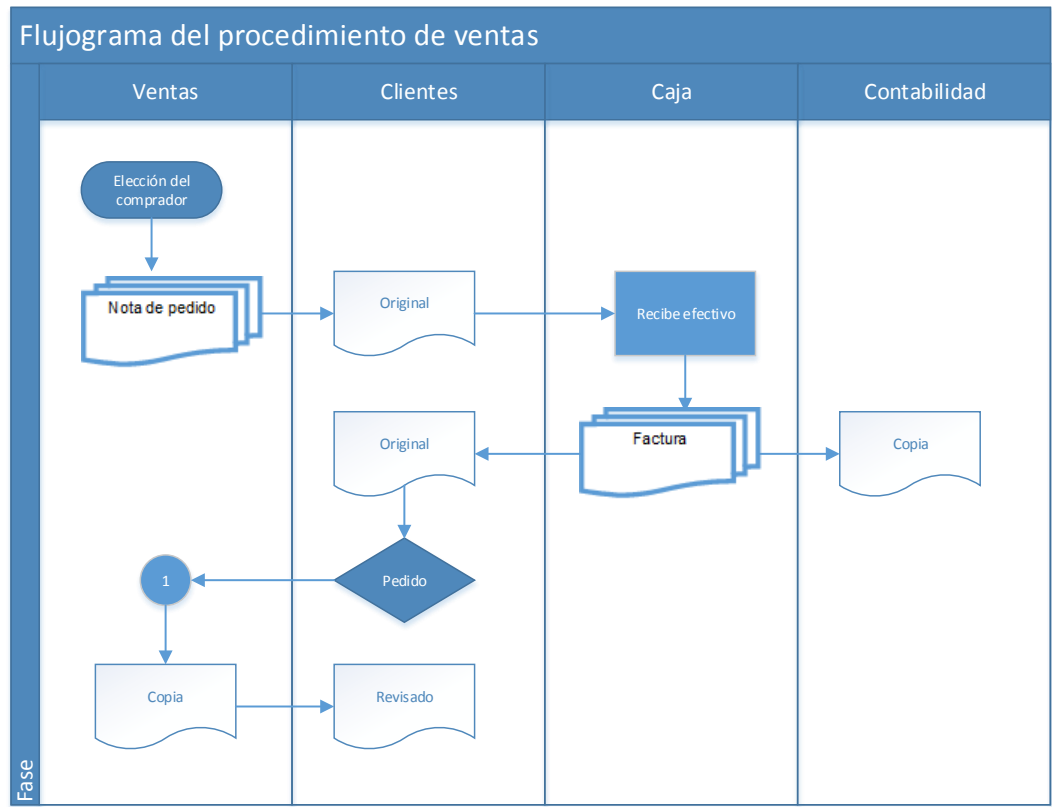 Flujograma del procedimiento de ventas
Ventas
Clientes
Caja
Contabilidad
Elección del
comprador
Nota de pedido
Original
Recibe efectivo
Original
Factura
Copia
Pedido
1
Copia
Revisado
Fase